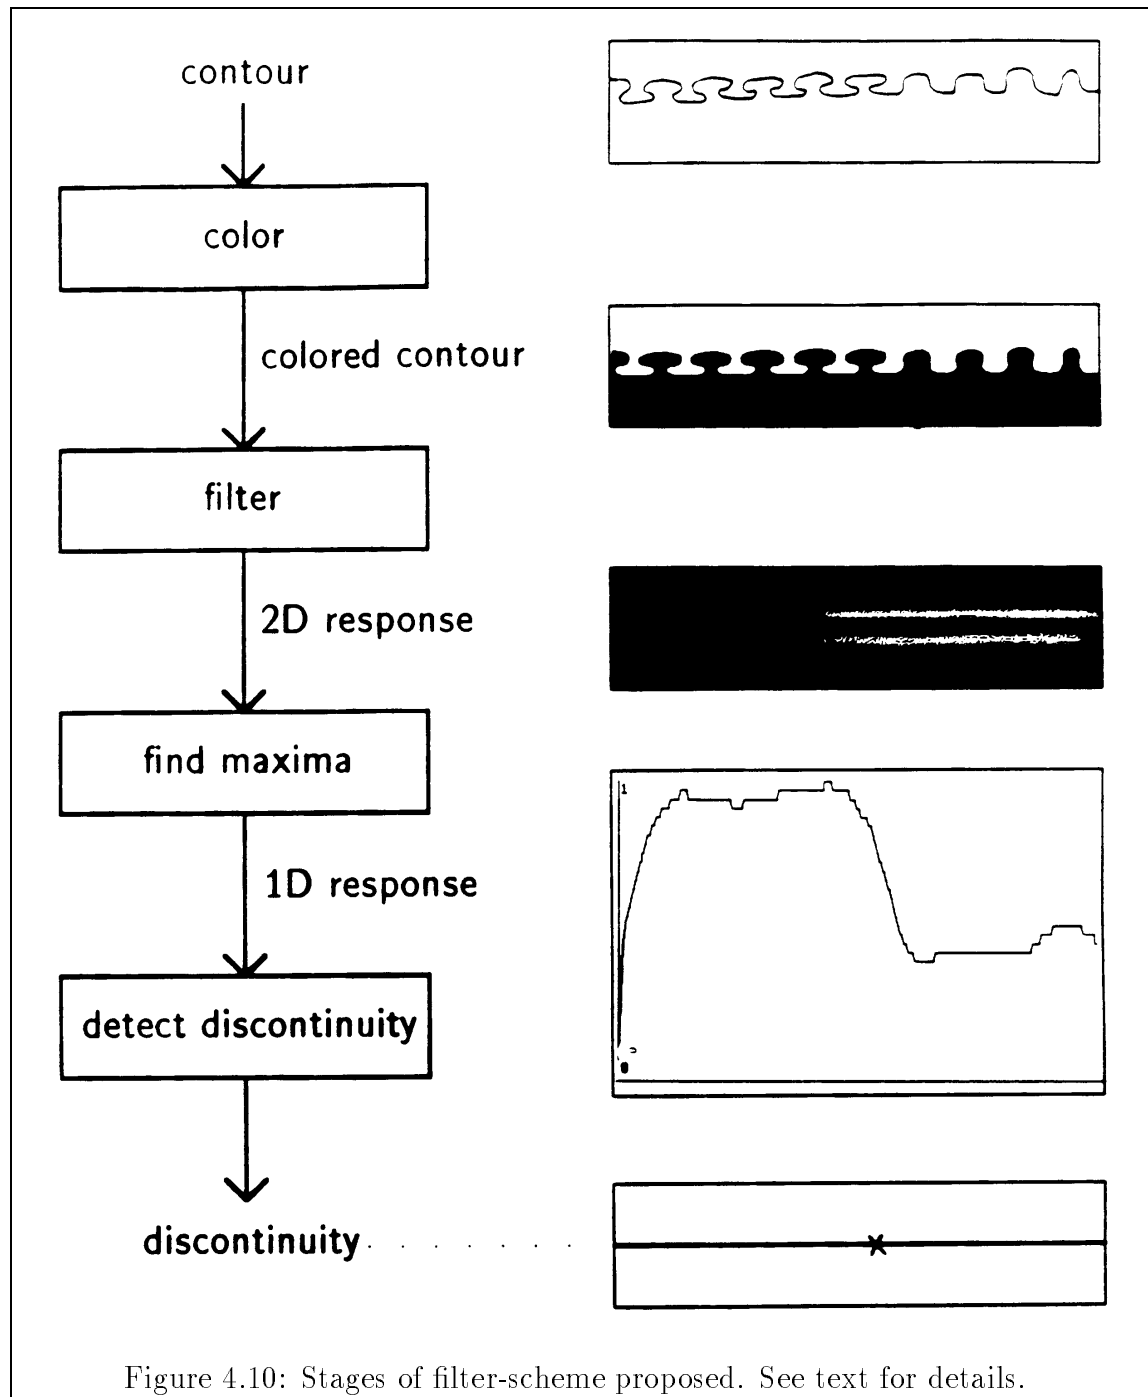 contour
color
colored contour
filter
2D response
find maxima
1
1D response
detect discontinuity
discontinuity
Figure 4.10: Stages of filter-scheme proposed. See text for details.